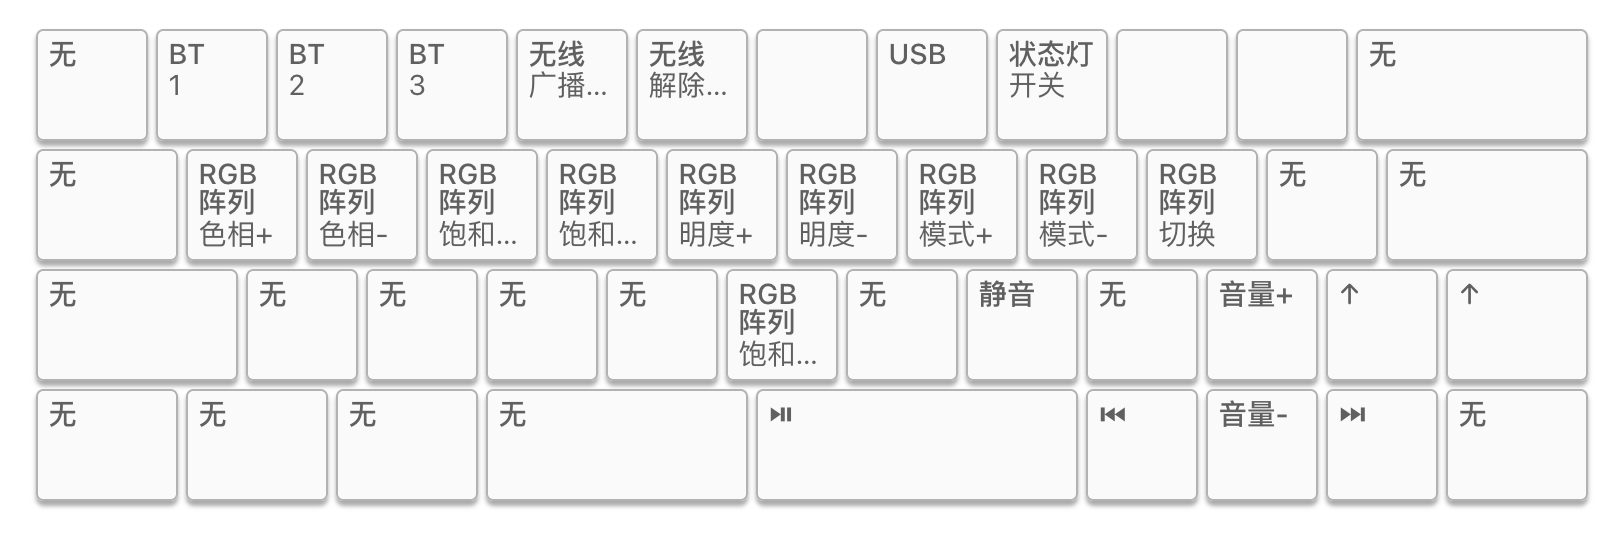 无 BT BT BT 无线 无线 USB 状态灯 无
1 2 3 广播... 解除... 开关
无 RGB RGB RGB RGB RGB RGB RGB RGB RGB 无 无
阵列 阵列 阵列 阵列 阵列 阵列 阵列 阵列 阵列
色相+ 色相- 饱和... 饱和... 明度+ 明度- 模式+ 模式- 切换
无 无 无 无 无 RGB 无 静音 无 音量+ ↑ ↑
阵列
饱和...
无 无 无 无 ⏯ ⏮ 音量- ⏭ 无